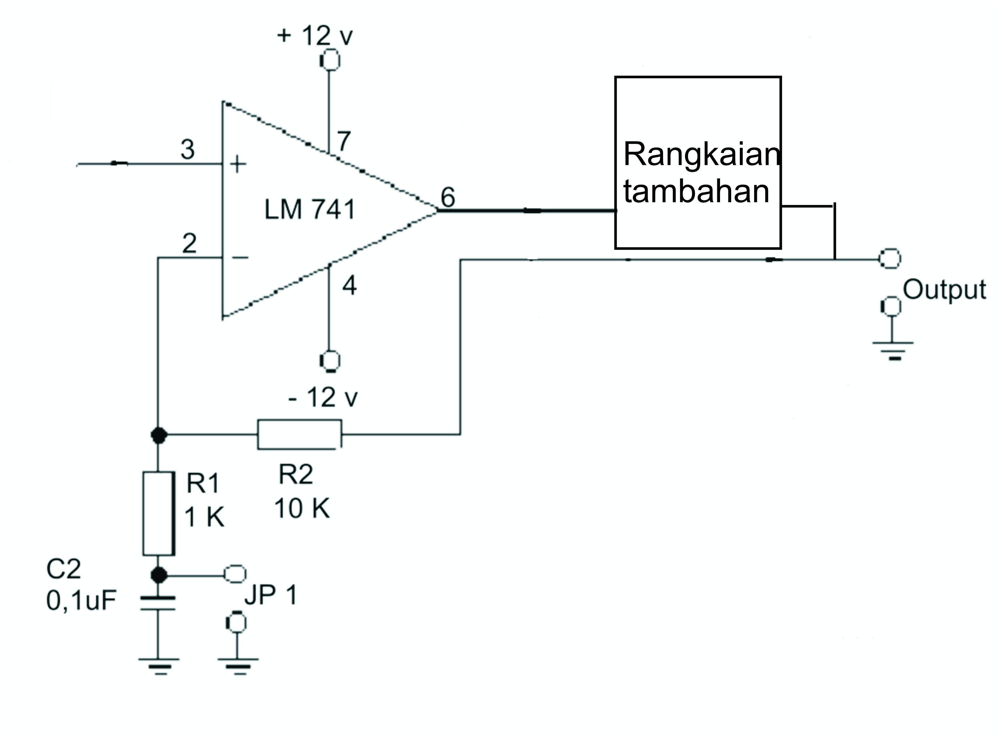 + 12 v
7
3
+
Rangkaian
tambahan
LM 741
6
2
−
4
Output
- 12 v
R2
10 K
R1
1 K
C2
0,1uF
JP 1